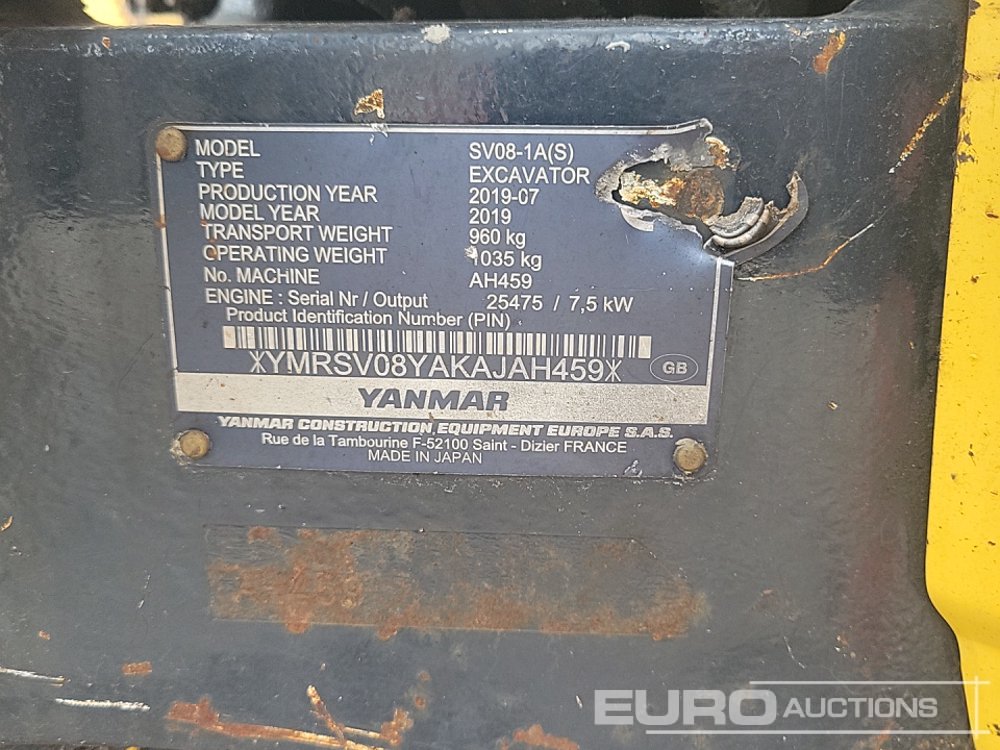 MODEL SV08-1A(S)
TYPE EXCAVATOR
PRODUCTION YEAR 2019-07
MODEL YEAR 2019
TRANSPORT WEIGHT 960 kg
OPERATING WEIGHT 1035 kg
No. MACHINE AH459
ENGINE : Serial Nr / Output 25475 / 7,5 kW
Product Identification Number (PIN)
*YMRSV08YAKAJAH459*
GB
YANMAR
YANMAR CONSTRUCTION EQUIPMENT EUROPE S.A.S.
Rue de la Tambourine F-52100 Saint - Dizier FRANCE
MADE IN JAPAN
EURO AUCTIONS